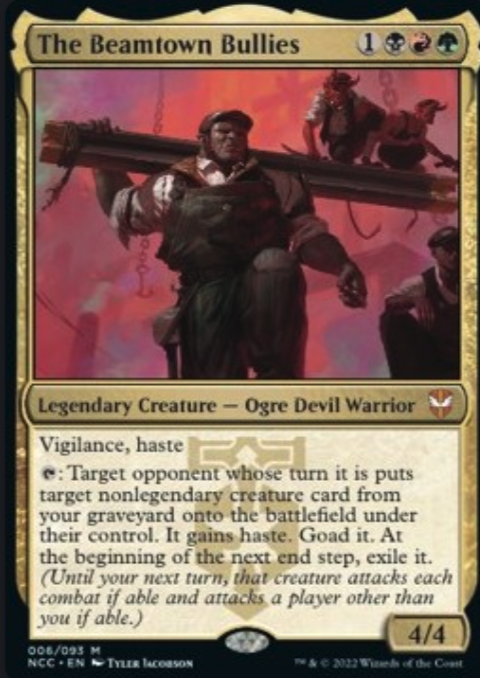 The Beamtown Bullies 1
Legendary Creature — Ogre Devil Warrior
Vigilance, haste
: Target opponent whose turn it is puts
target nonlegendary creature card from
your graveyard onto the battlefield under
their control. It gains haste. Goad it. At
the beginning of the next end step, exile it.
(Until your next turn, that creature attacks each
combat if able and attacks a player other than
you if able.)
4/4
006/093 M
NCC • EN Tyler Jacobson
™ & © 2022 Wizards of the Coast